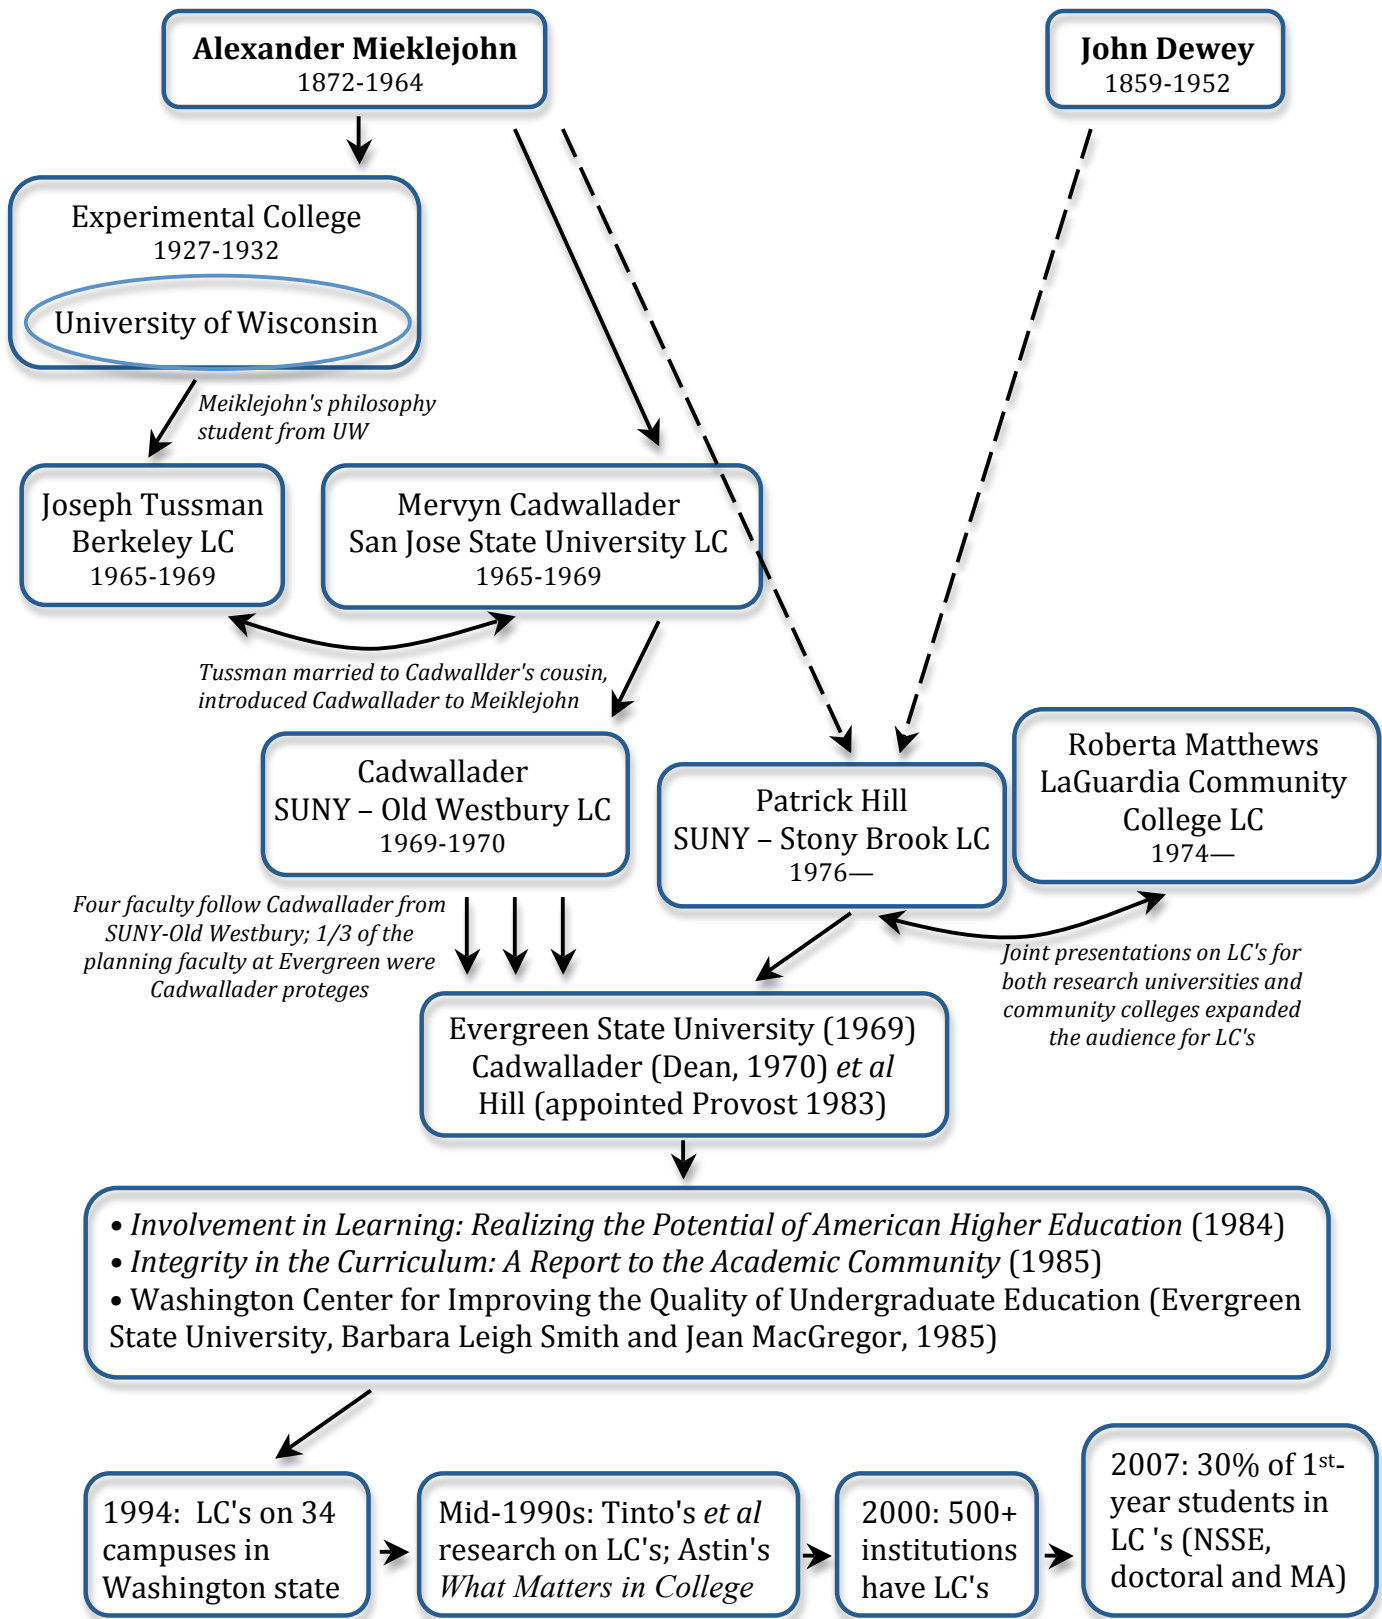 Alexander Mieklejohn
1872-1964
John Dewey
1859-1952
Experimental College
1927-1932
University of Wisconsin
Meiklejohn's philosophy
student from UW
Joseph Tussman
Berkeley LC
1965-1969
Mervyn Cadwallader
San Jose State University LC
1965-1969
Tussman married to Cadwallder's cousin,
introduced Cadwallader to Meiklejohn
Cadwallader
SUNY – Old Westbury LC
1969-1970
Patrick Hill
SUNY – Stony Brook LC
1976—
Roberta Matthews
LaGuardia Community
College LC
1974—
Four faculty follow Cadwallader from
SUNY-Old Westbury; 1/3 of the
planning faculty at Evergreen were
Cadwallader proteges
Joint presentations on LC's for
both research universities and
community colleges expanded
the audience for LC's
Evergreen State University (1969)
Cadwallader (Dean, 1970) et al
Hill (appointed Provost 1983)
• Involvement in Learning: Realizing the Potential of American Higher Education (1984)
• Integrity in the Curriculum: A Report to the Academic Community (1985)
• Washington Center for Improving the Quality of Undergraduate Education (Evergreen
State University, Barbara Leigh Smith and Jean MacGregor, 1985)
1994: LC's on 34
campuses in
Washington state
Mid-1990s: Tinto's et al
research on LC's; Astin's
What Matters in College
2000: 500+
institutions
have LC's
2007: 30% of 1st-
year students in
LC 's (NSSE,
doctoral and MA)